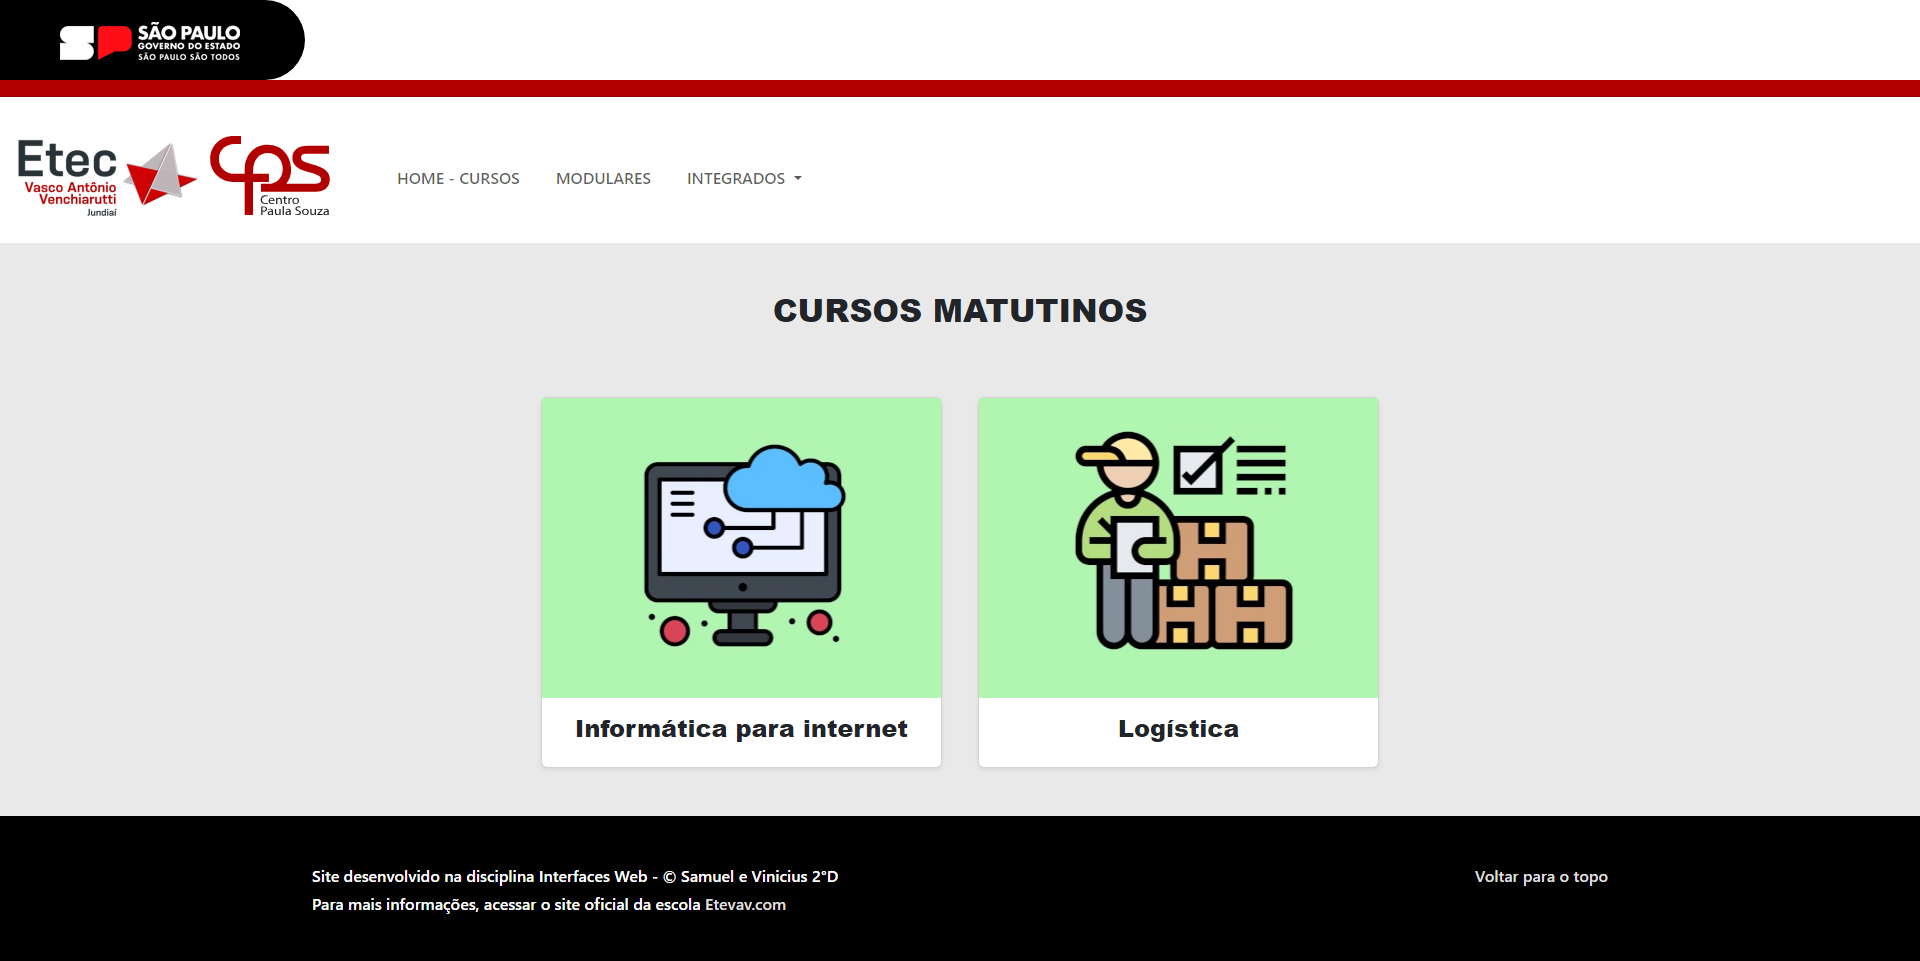 SÃO PAULO
GOVERNO DO ESTADO
SÃO PAULO SÃO TODOS
Etec
Vasco Antônio
Venchiarutti
Jundiaí
cps
Centro
Paula Souza
HOME - CURSOS
MODULARES
INTEGRADOS
CURSOS MATUTINOS
Informática para internet
Logística
Site desenvolvido na disciplina Interfaces Web - © Samuel e Vinicius 2°D
Para mais informações, acessar o site oficial da escola Etevav.com
Voltar para o topo